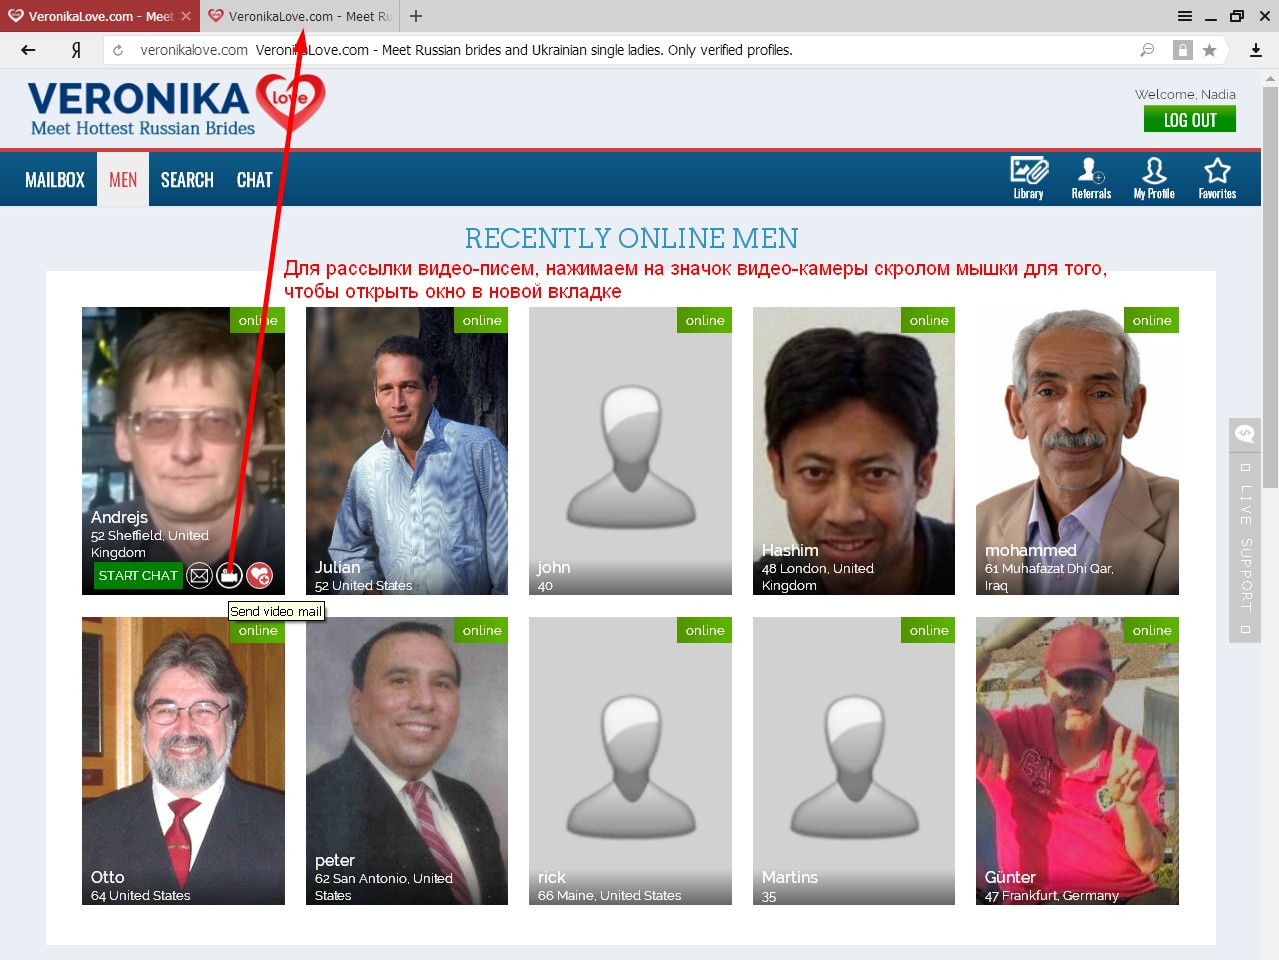 VeronikaLove.com - Meet
VeronikaLove.com - Meet Ru
Я
veronikalove.com VeronikaLove.com - Meet Russian brides and Ukrainian single ladies. Only verified profiles.
VERONIKA love
Meet Hottest Russian Brides
Welcome, Nadia
LOG OUT
MAILBOX MEN SEARCH CHAT
Library Referrals My Profile Favorites
RECENTLY ONLINE MEN
Для рассылки видео-писем, нажимаем на значок видео-камеры скролом мышки для того,
чтобы открыть окно в новой вкладке
online online online online online
Andrejs
52 Sheffield, United
Kingdom
START CHAT
Send video mail
Julian
52 United States
john
40
Hashim
48 London, United
Kingdom
mohammed
61 Muhafazat Dhi Qar,
Iraq
LIVE SUPPORT
online online online online online
Otto
64 United States
peter
62 San Antonio, United
States
rick
66 Maine, United States
Martins
35
Günter
47 Frankfurt, Germany